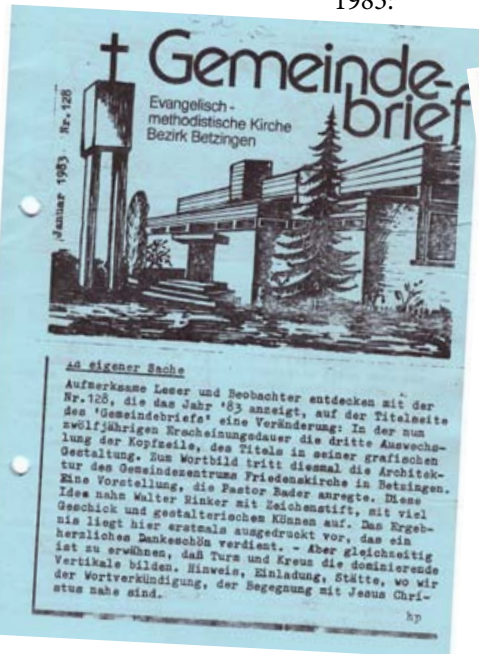 1983:
Gemeinde-
brief
Evangelisch -
methodistische Kirche
Bezirk Betzingen
Januar 1983 · Nr. 128
In eigener Sache
Aufmerksame Leser und Beobachter entdecken mit der
Nr.128, die das Jahr '83 anzeigt, auf der Titelseite
des 'Gemeindebriefs' eine Veränderung: In der nun
zwölfjährigen Erscheinungsdauer die dritte Auswechs-
lung der Kopfzeile, des Titels in seiner grafischen
Gestaltung. Zum Wortbild tritt diesmal die Architek-
tur des Gemeindezentrums Friedenskirche in Betzingen.
Eine Vorstellung, die Pastor Bader anregte. Diese
Idee nahm Walter Rinker mit Zeichenstift, mit viel
Geschick und gestalterischem Können auf. Das Ergeb-
nis liegt hier erstmals ausgedruckt vor, das ein
herzliches Dankeschön verdient. - Aber gleichzeitig
ist zu erwähnen, daß Turm und Kreuz die dominierende
Vertikale bilden. Hinweis, Einladung, Stätte, wo wir
der Wortverkündigung, der Begegnung mit Jesus Chri-
stus nahe sind.
hp